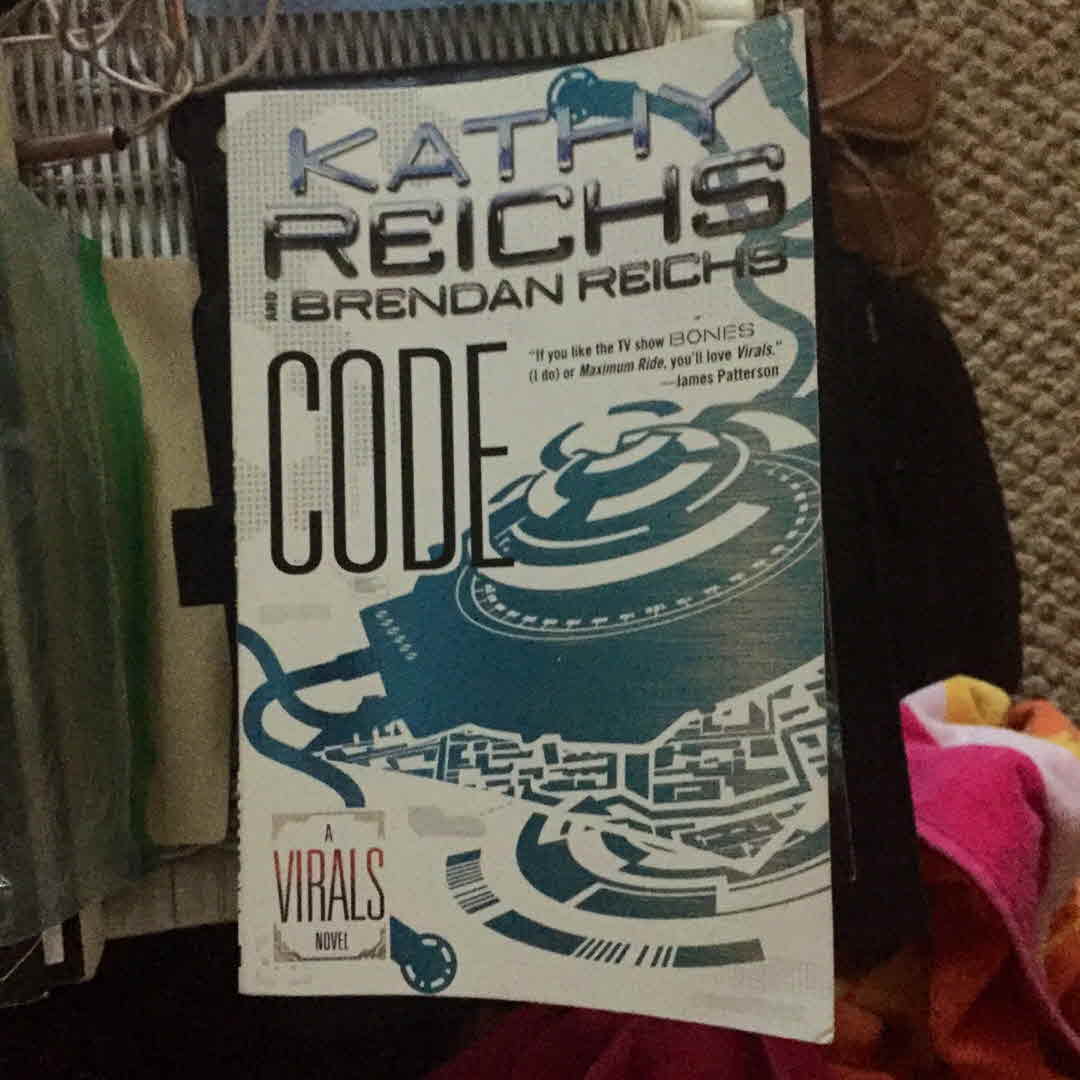 KATHY
REICHS
AND BRENDAN REICHS
CODE
"If you like the TV show BONES
(I do) or Maximum Ride, you'll love Virals."
—James Patterson
A
VIRALS
NOVEL